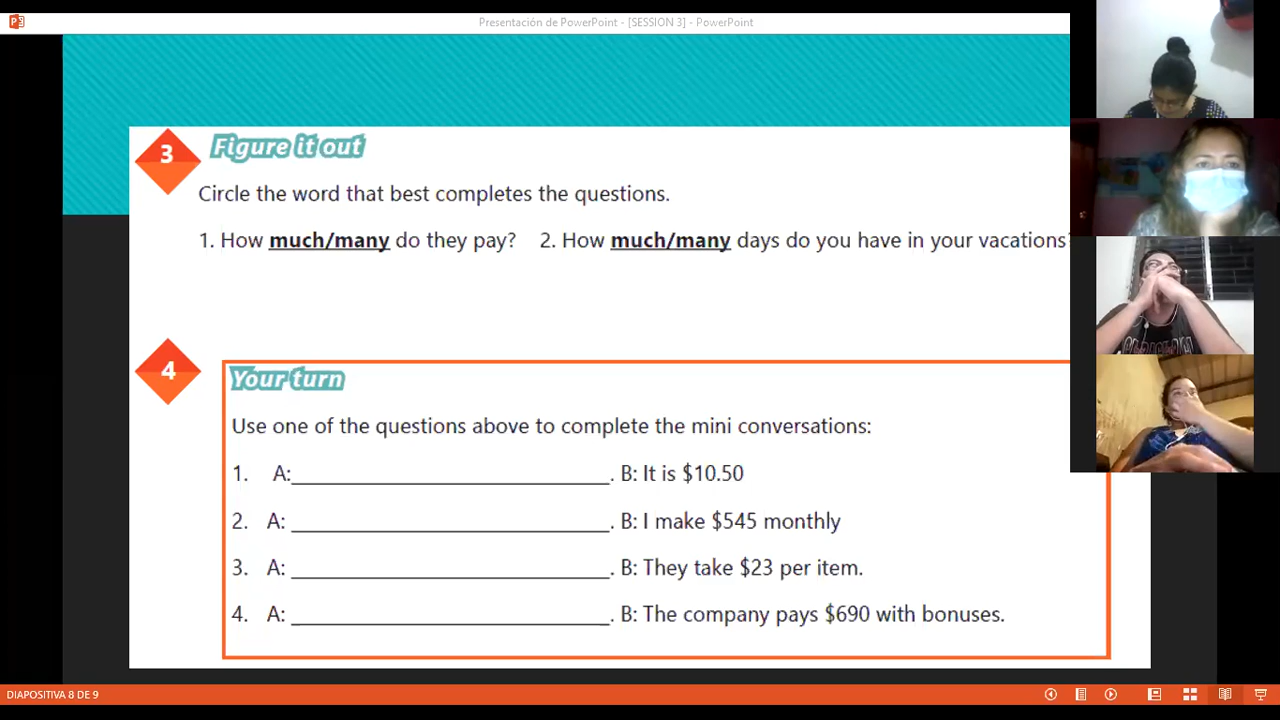 Presentación de PowerPoint - [SESSION 3] - PowerPoint
3 Figure it out
Circle the word that best completes the questions.
1. How much/many do they pay? 2. How much/many days do you have in your vacations?
4 Your turn
Use one of the questions above to complete the mini conversations:
1. A:______________________________. B: It is $10.50
2. A: ______________________________. B: I make $545 monthly
3. A: ______________________________. B: They take $23 per item.
4. A: ______________________________. B: The company pays $690 with bonuses.
DIAPOSITIVA 8 DE 9